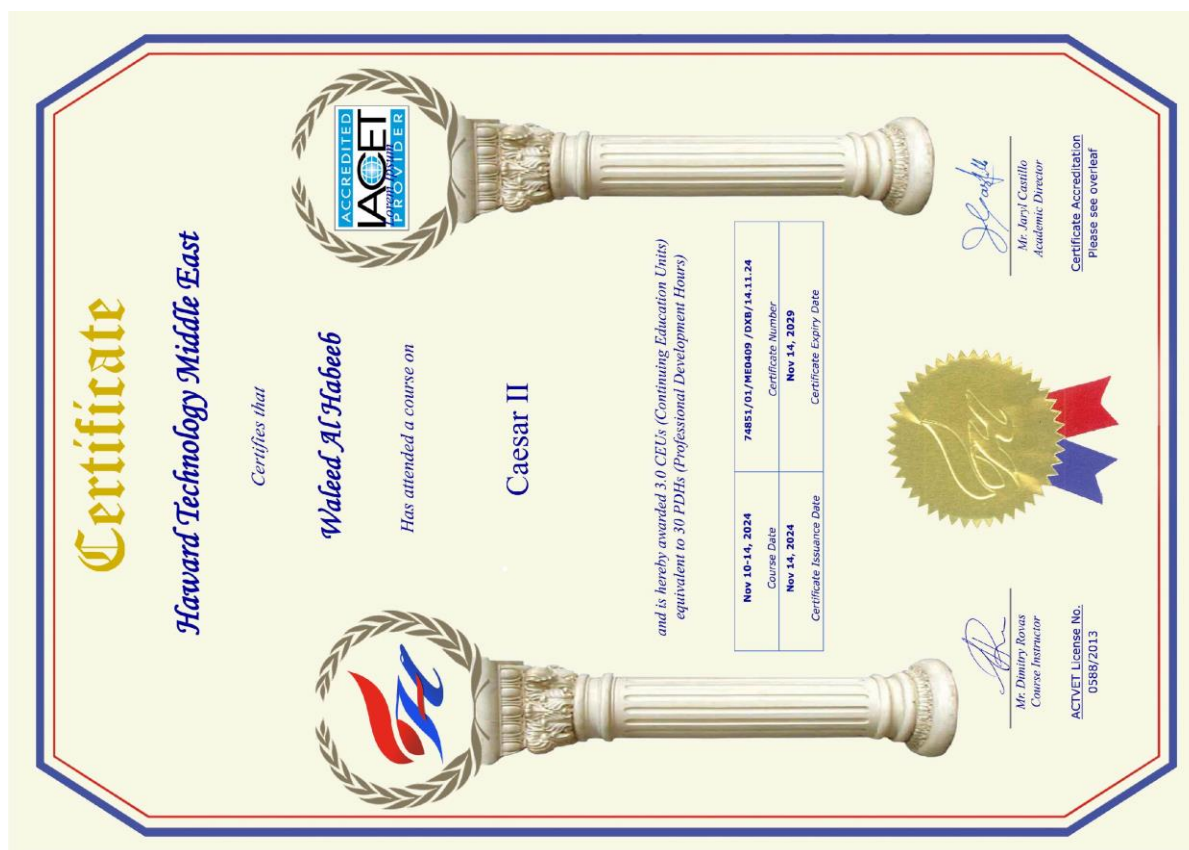 Certificate
Haward Technology Middle East
Certifies that
Waleed Al Habeeb
Has attended a course on
Caesar II
ACCREDITED
IACET
Lorem Ipsum
PROVIDER
and is hereby awarded 3.0 CEUs (Continuing Education Units)
equivalent to 30 PDHs (Professional Development Hours)
Nov 10-14, 2024
74851/01/ME0409 /DXB/14.11.24
Course Date
Certificate Number
Nov 14, 2024
Nov 14, 2029
Certificate Issuance Date
Certificate Expiry Date
Mr. Dimitry Rovas
Course Instructor
ACTVET License No.
0588/2013
Mr. Jaryl Castillo
Academic Director
Certificate Accreditation
Please see overleaf